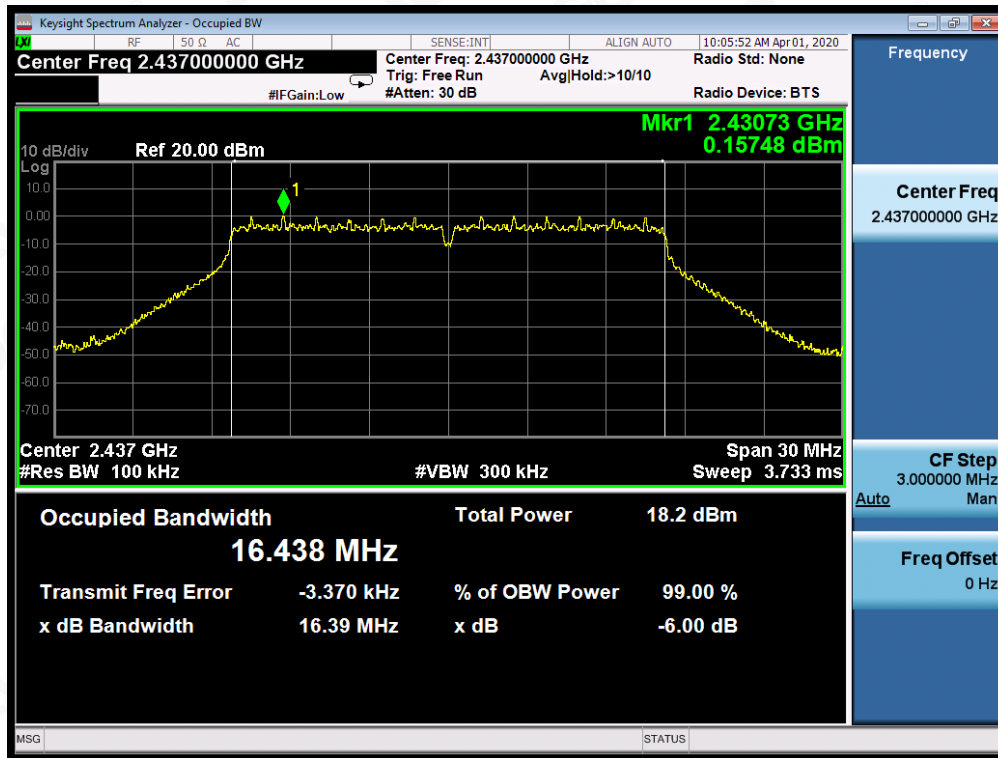 Keysight Spectrum Analyzer - Occupied BW
LXI RF 50 Ω AC SENSE:INT ALIGN AUTO 10:05:52 AM Apr 01, 2020
Center Freq 2.437000000 GHz
#IFGain:Low
Center Freq: 2.437000000 GHz
Trig: Free Run Avg|Hold:>10/10
#Atten: 30 dB
Radio Std: None
Radio Device: BTS
Mkr1 2.43073 GHz
0.15748 dBm
10 dB/div Ref 20.00 dBm
Log
10.0
0.00
-10.0
-20.0
-30.0
-40.0
-50.0
-60.0
-70.0
1
Center 2.437 GHz Span 30 MHz
#Res BW 100 kHz #VBW 300 kHz Sweep 3.733 ms
Occupied Bandwidth Total Power 18.2 dBm
16.438 MHz
Transmit Freq Error -3.370 kHz % of OBW Power 99.00 %
x dB Bandwidth 16.39 MHz x dB -6.00 dB
MSG STATUS
Frequency
Center Freq
2.437000000 GHz
CF Step
3.000000 MHz
Auto Man
Freq Offset
0 Hz